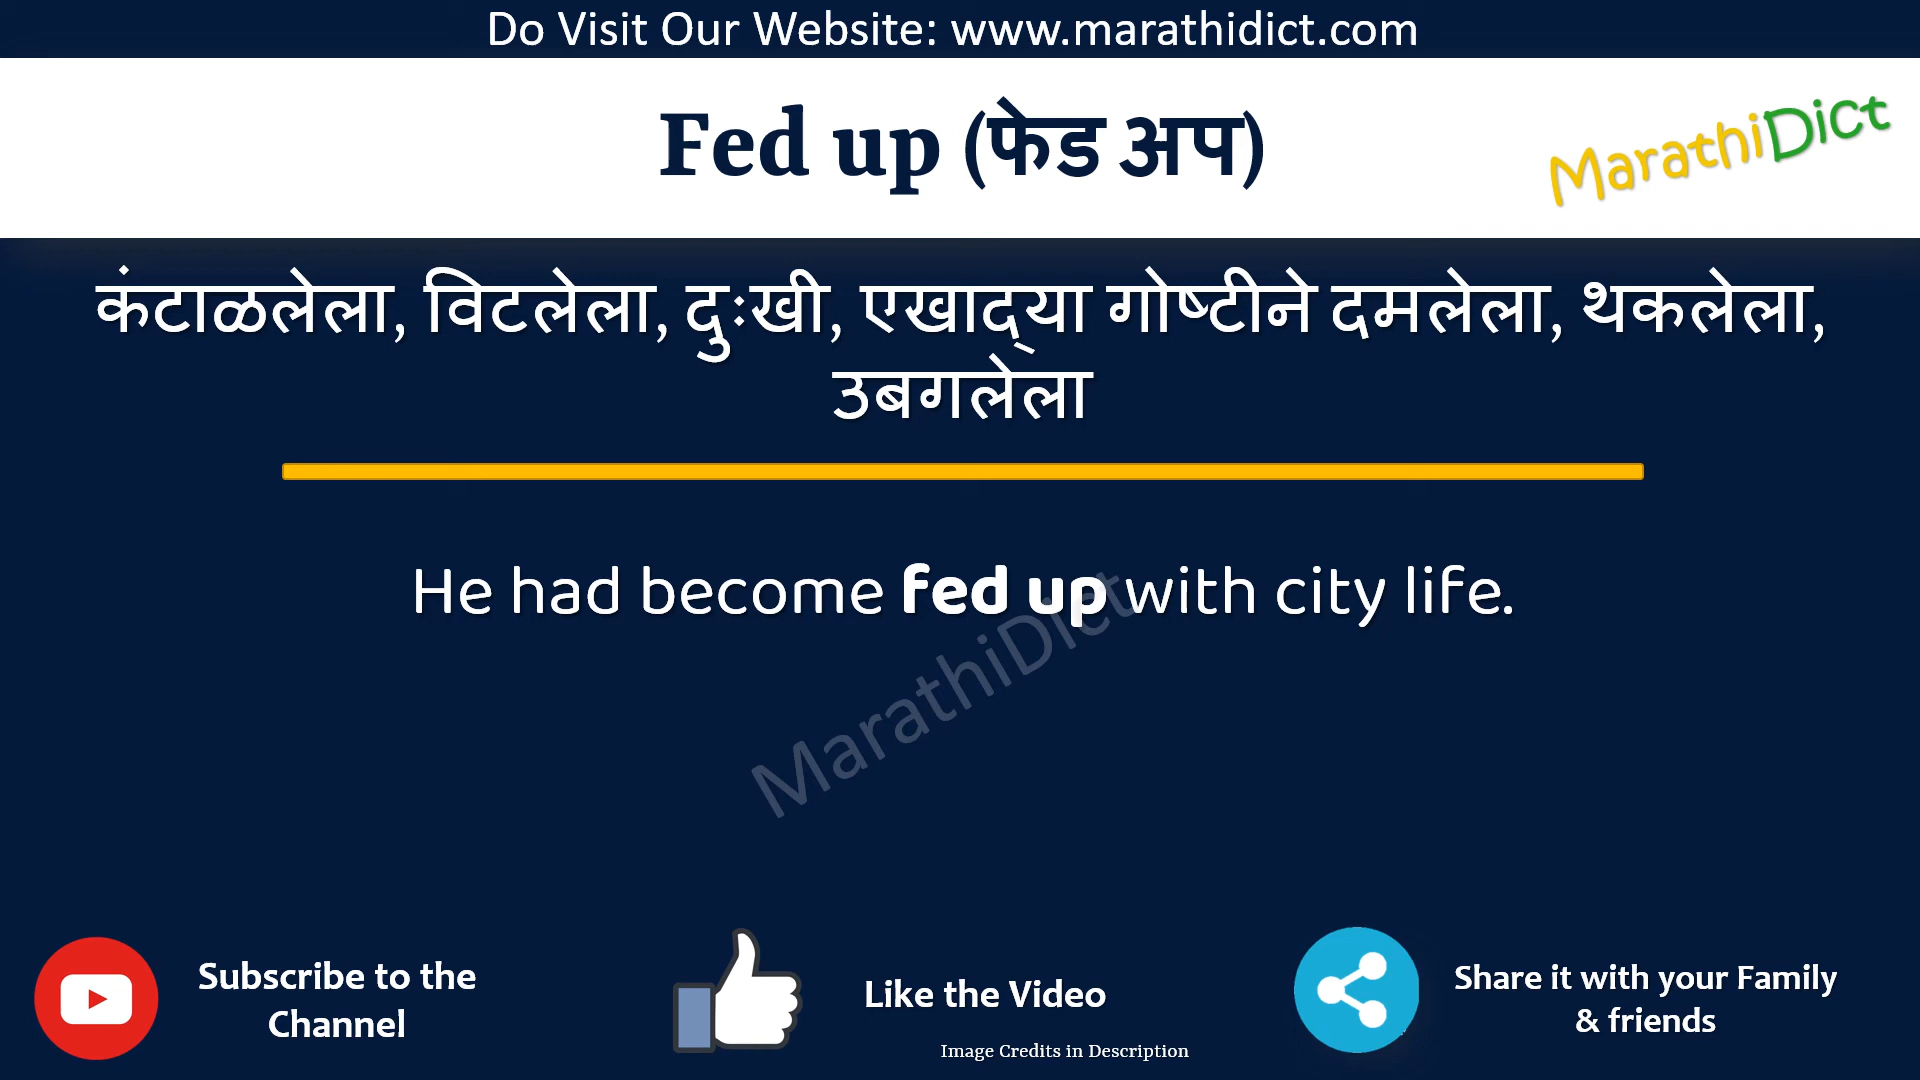 Do Visit Our Website: www.marathidict.com
Fed up (फेड अप)
MarathiDict
कंटाळलेला, विटलेला, दुःखी, एखाद्‌या गोष्टीने दमलेला, थकलेला,
उबगलेला
He had become fed up with city life.
MarathiDict
Subscribe to the
Channel
Like the Video
Share it with your Family
& friends
Image Credits in Description